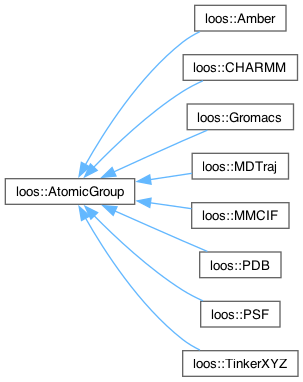 loos::Amber
loos::CHARMM
loos::Gromacs
loos::MDTraj
loos::AtomicGroup
loos::MMCIF
loos::PDB
loos::PSF
loos::TinkerXYZ